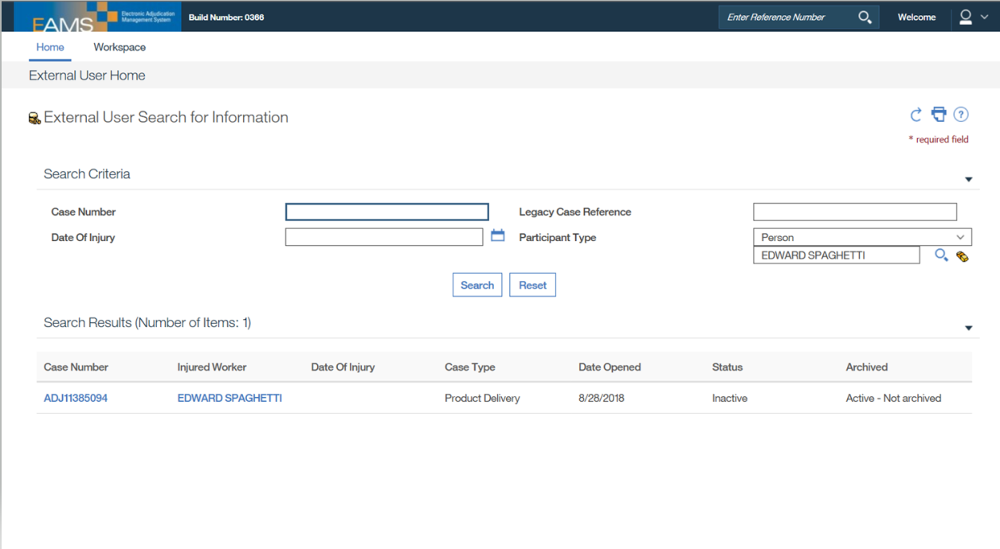 EAMS Electronic Adjudication Management System Build Number: 0366 Enter Reference Number Welcome
Home Workspace
External User Home
External User Search for Information
* required field
Search Criteria
Case Number Legacy Case Reference
Date Of Injury Participant Type Person
EDWARD SPAGHETTI
Search Reset
Search Results (Number of Items: 1)
Case Number Injured Worker Date Of Injury Case Type Date Opened Status Archived
ADJ11385094 EDWARD SPAGHETTI Product Delivery 8/28/2018 Inactive Active - Not archived